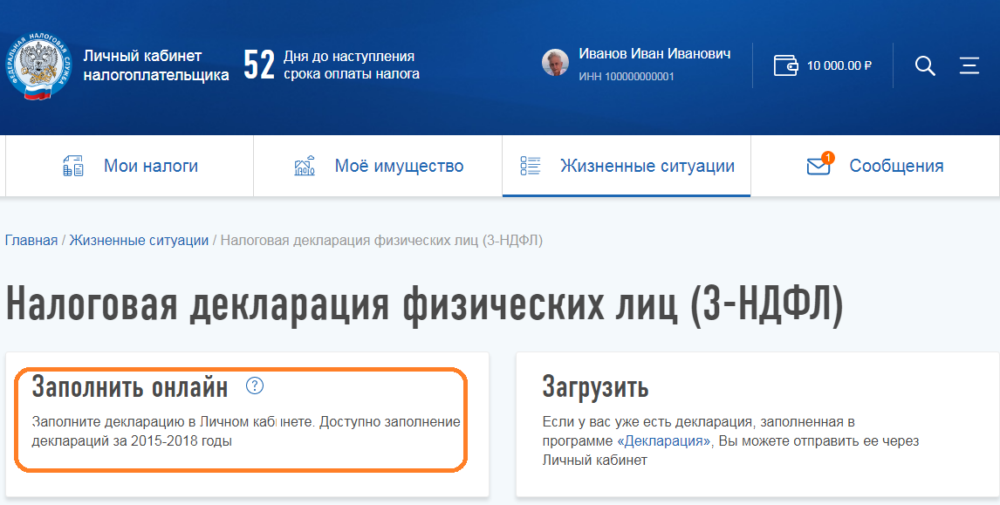 ФЕДЕРАЛЬНАЯ НАЛОГОВАЯ СЛУЖБА
Личный кабинет
налогоплательщика
52
Дня до наступления
срока оплаты налога
Иванов Иван Иванович
ИНН 100000000001
10 000.00 ₽
Мои налоги
Моё имущество
Жизненные ситуации
1
Сообщения
Главная / Жизненные ситуации / Налоговая декларация физических лиц (3-НДФЛ)
Налоговая декларация физических лиц (3-НДФЛ)
Заполнить онлайн ?
Заполните декларацию в Личном кабинете. Доступно заполнение
деклараций за 2015-2018 годы
Загрузить
Если у вас уже есть декларация, заполненная в
программе «Декларация», Вы можете отправить ее через
Личный кабинет